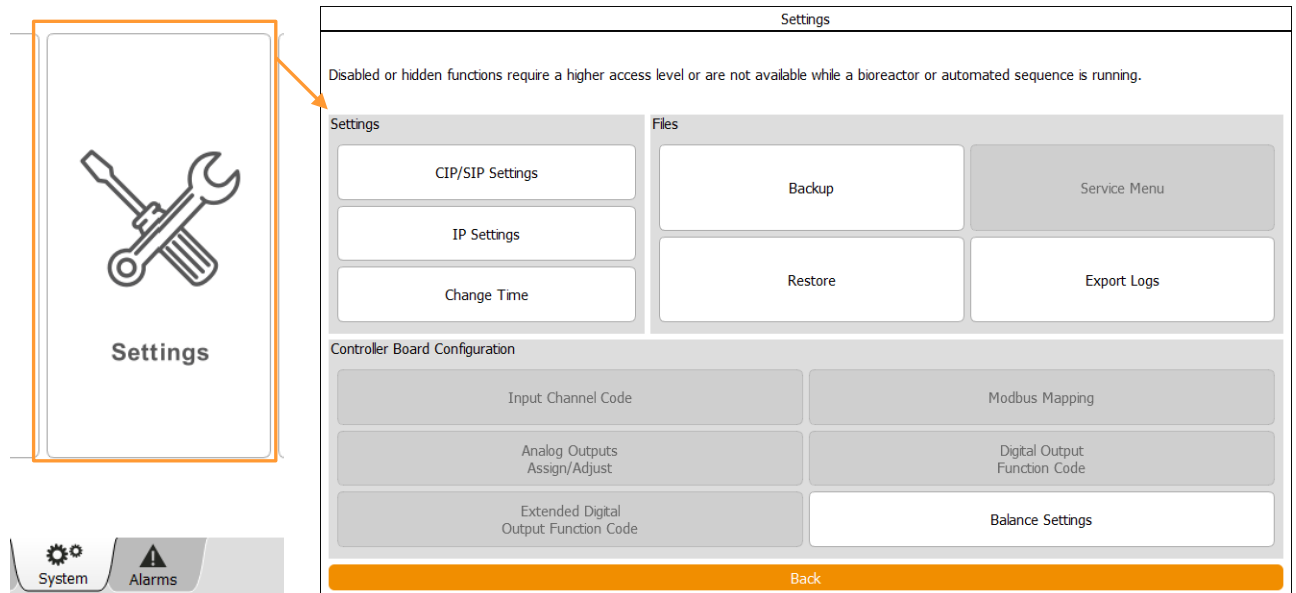 Settings
System
Alarms
Settings
Disabled or hidden functions require a higher access level or are not available while a bioreactor or automated sequence is running.
Settings
CIP/SIP Settings
IP Settings
Change Time
Files
Backup
Service Menu
Restore
Export Logs
Controller Board Configuration
Input Channel Code
Modbus Mapping
Analog Outputs
Assign/Adjust
Digital Output
Function Code
Extended Digital
Output Function Code
Balance Settings
Back